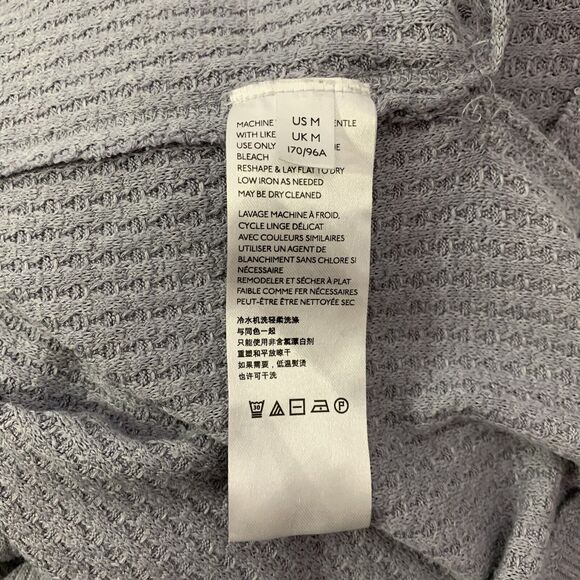 US M
UK M
170/96A
MACHINE ENTLE
WITH LIKE
USE ONLY E
BLEACH
RESHAPE & LAY FLAT TO DRY
LOW IRON AS NEEDED
MAY BE DRY CLEANED
LAVAGE MACHINE À FROID,
CYCLE LINGE DÉLICAT
AVEC COULEURS SIMILAIRES
UTILISER UN AGENT DE
BLANCHIMENT SANS CHLORE SI
NÉCESSAIRE
REMODELER ET SÉCHER À PLAT
FAIBLE COMME FER NÉCESSAIRES
PEUT-ÊTRE ÊTRE NETTOYÉE SEC
冷水机洗轻柔洗涤
与同色一起
只能使用非含氯漂白剂
重塑和平放晾干
如果需要，低温熨烫
也许可干洗
30 P